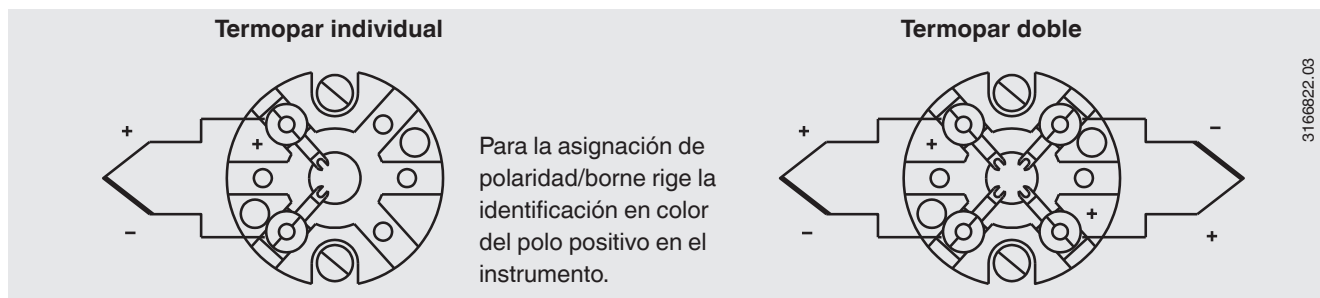 Termopar individual
+
+
–
Para la asignación de
polaridad/borne rige la
identificación en color
del polo positivo en el
instrumento.
Termopar doble
+
+
–
–
+
+
3166822.03